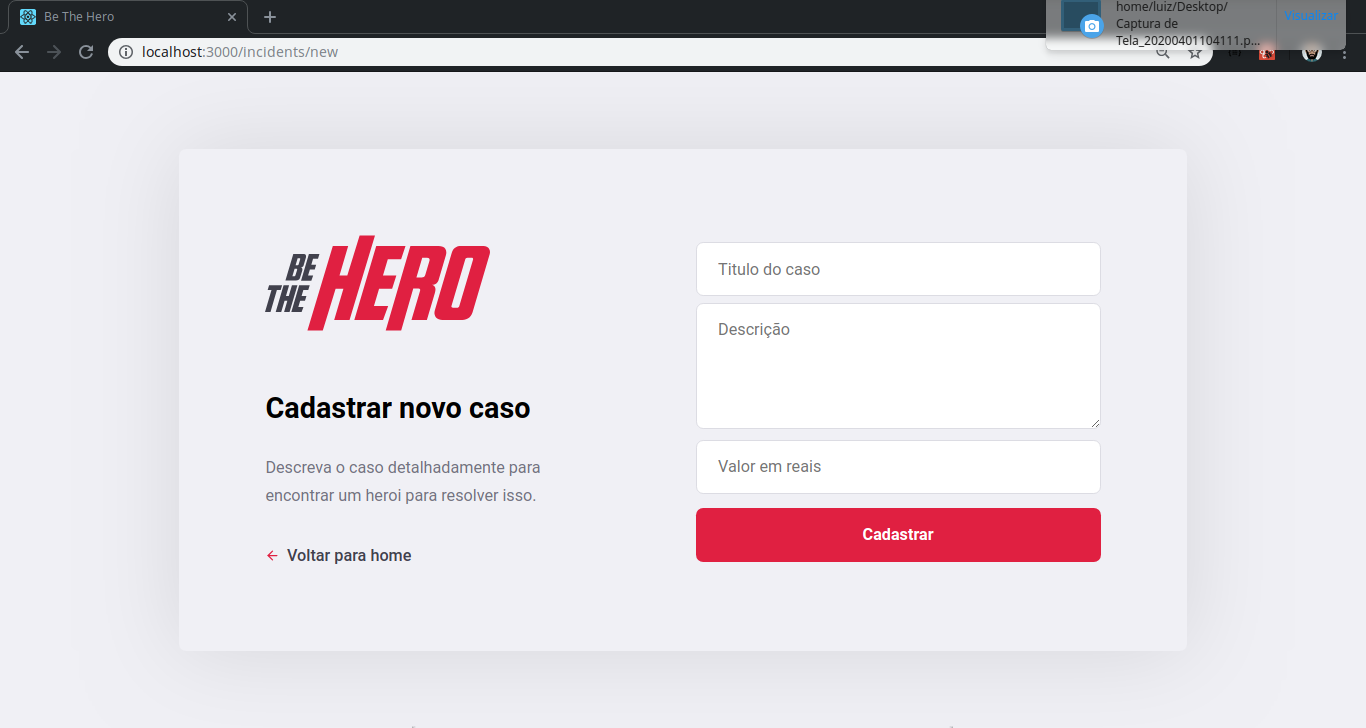 Be The Hero
home/luiz/Desktop/
Captura de
Tela_20200401104111.p...
Visualizar
localhost:3000/incidents/new
BE
THE
HERO
Cadastrar novo caso
Descreva o caso detalhadamente para
encontrar um heroi para resolver isso.
Voltar para home
Titulo do caso
Descrição
Valor em reais
Cadastrar